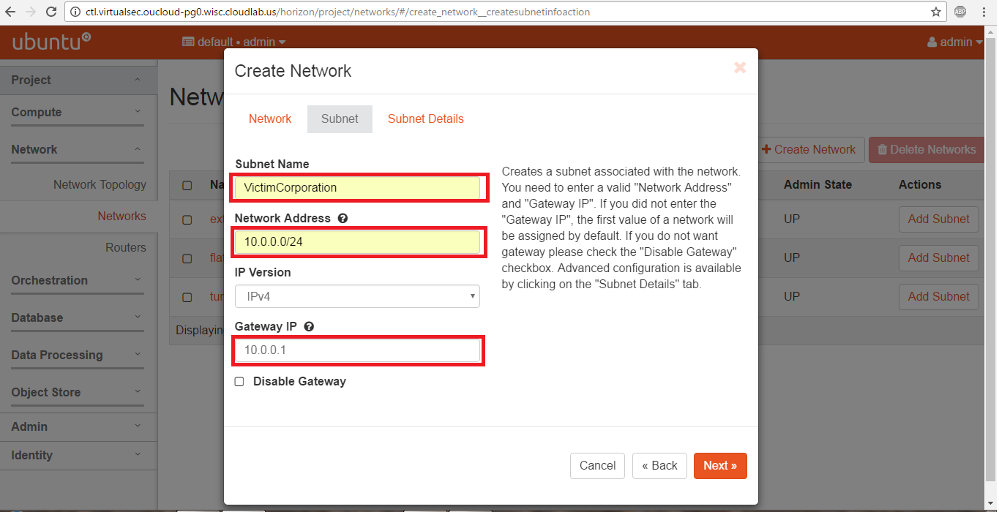 ctl.virtualsec.oucloud-pg0.wisc.cloudlab.us/horizon/project/networks/#/create_network__createsubnetinfoaction
ABP
ubuntu
default • admin
admin
Project
Compute
Network
Network Topology
Networks
Routers
Orchestration
Database
Data Processing
Object Store
Admin
Identity
Netw
Create Network
Delete Networks
Na
Admin State
Actions
ext
UP
Add Subnet
flat
UP
Add Subnet
tun
UP
Add Subnet
Displayin
Create Network
Network
Subnet
Subnet Details
Subnet Name
VictimCorporation
Network Address
10.0.0.0/24
IP Version
IPv4
Gateway IP
10.0.0.1
Disable Gateway
Creates a subnet associated with the network.
You need to enter a valid "Network Address"
and "Gateway IP". If you did not enter the
"Gateway IP", the first value of a network will
be assigned by default. If you do not want
gateway please check the "Disable Gateway"
checkbox. Advanced configuration is available
by clicking on the "Subnet Details" tab.
Cancel
« Back
Next »